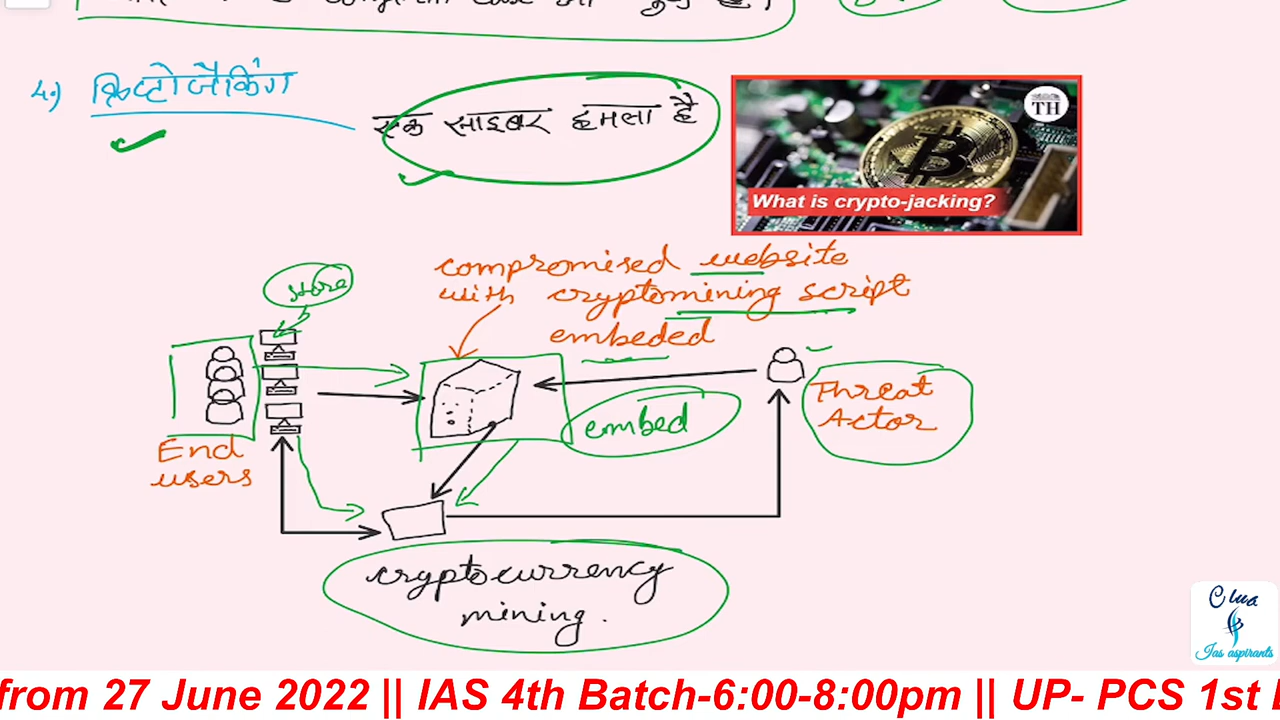 4.) क्रिप्टोजैकिंग
एक साइबर हमला है
TH
What is crypto-jacking?
compromised website
with cryptomining script
embeded
store
End
users
embed
Threat
Actor
cryptocurrency
mining.
Clua
Ias aspirants
from 27 June 2022 || IAS 4th Batch-6:00-8:00pm || UP- PCS 1st